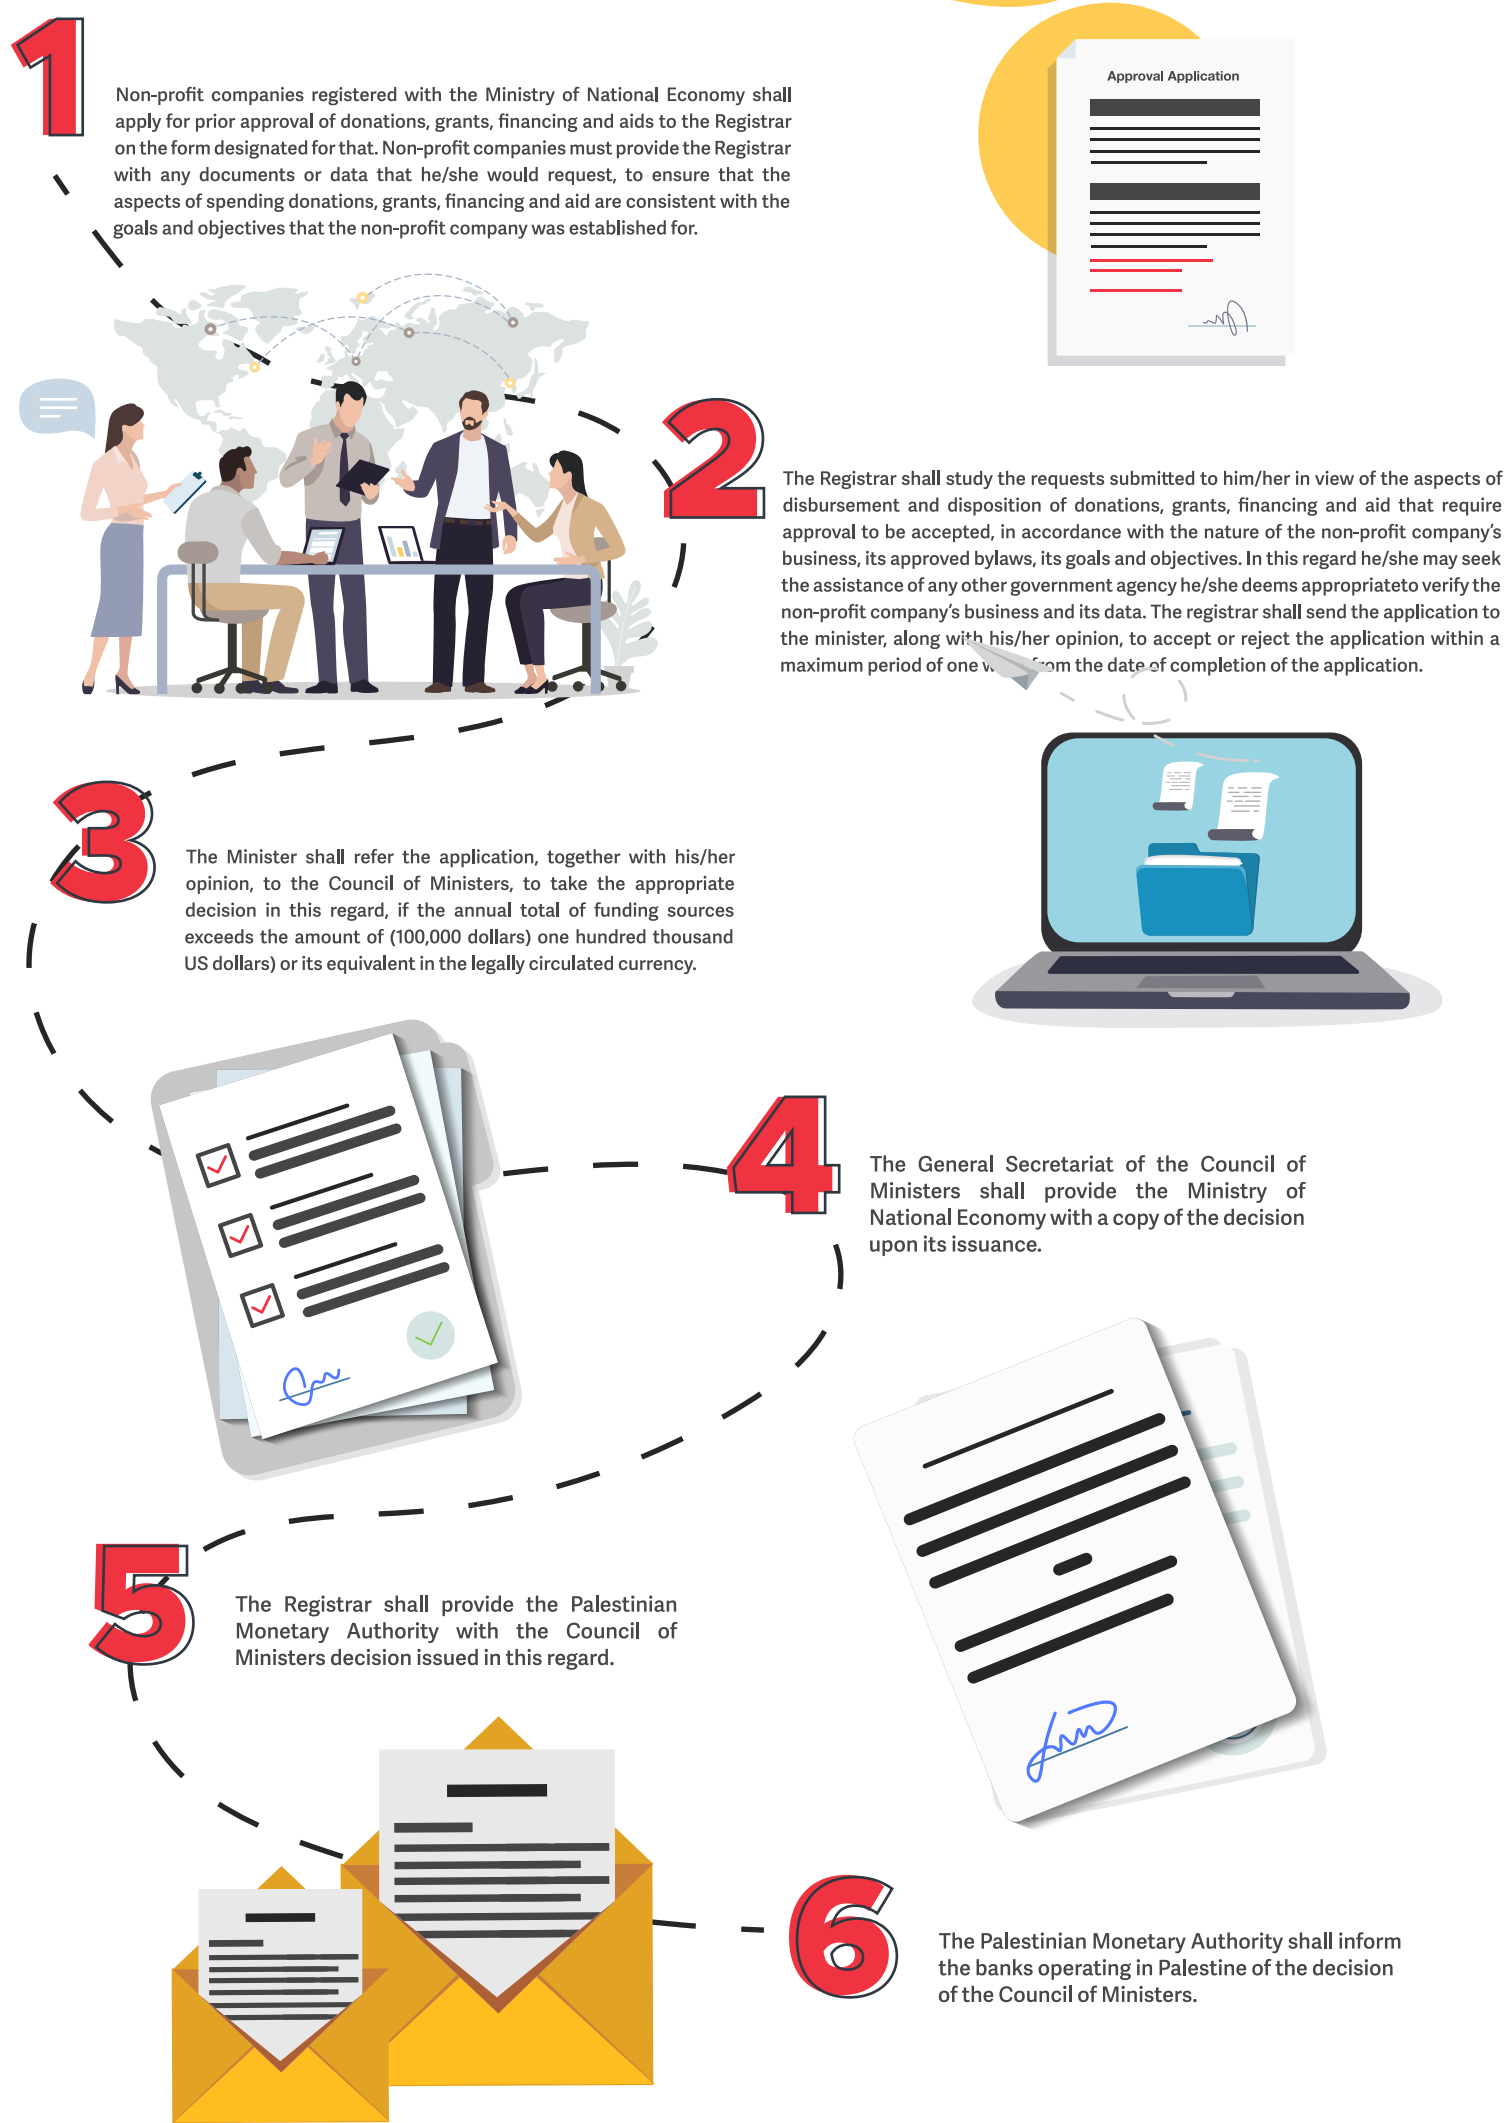 1
Non-profit companies registered with the Ministry of National Economy shall
apply for prior approval of donations, grants, financing and aids to the Registrar
on the form designated for that. Non-profit companies must provide the Registrar
with any documents or data that he/she would request, to ensure that the
aspects of spending donations, grants, financing and aid are consistent with the
goals and objectives that the non-profit company was established for.
Approval Application
2
The Registrar shall study the requests submitted to him/her in view of the aspects of
disbursement and disposition of donations, grants, financing and aid that require
approval to be accepted, in accordance with the nature of the non-profit company's
business, its approved bylaws, its goals and objectives. In this regard he/she may seek
the assistance of any other government agency he/she deems appropriateto verify the
non-profit company's business and its data. The registrar shall send the application to
the minister, along with his/her opinion, to accept or reject the application within a
maximum period of one from the date of completion of the application.
3
The Minister shall refer the application, together with his/her
opinion, to the Council of Ministers, to take the appropriate
decision in this regard, if the annual total of funding sources
exceeds the amount of (100,000 dollars) one hundred thousand
US dollars) or its equivalent in the legally circulated currency.
4
The General Secretariat of the Council of
Ministers shall provide the Ministry of
National Economy with a copy of the decision
upon its issuance.
5
The Registrar shall provide the Palestinian
Monetary Authority with the Council of
Ministers decision issued in this regard.
6
The Palestinian Monetary Authority shall inform
the banks operating in Palestine of the decision
of the Council of Ministers.